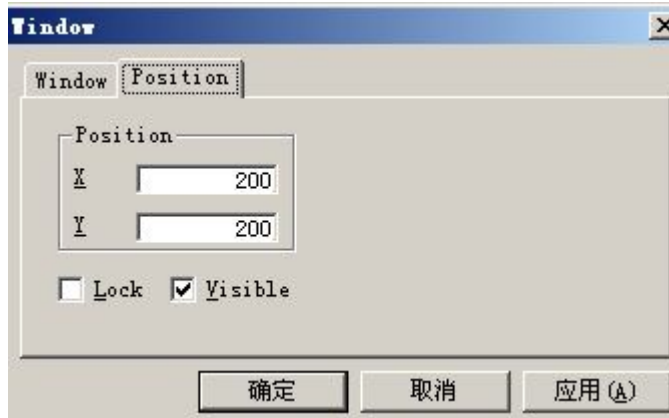 Window
Window Position
Position
X 200
Y 200
Lock Visible
确定 取消 应用(A)